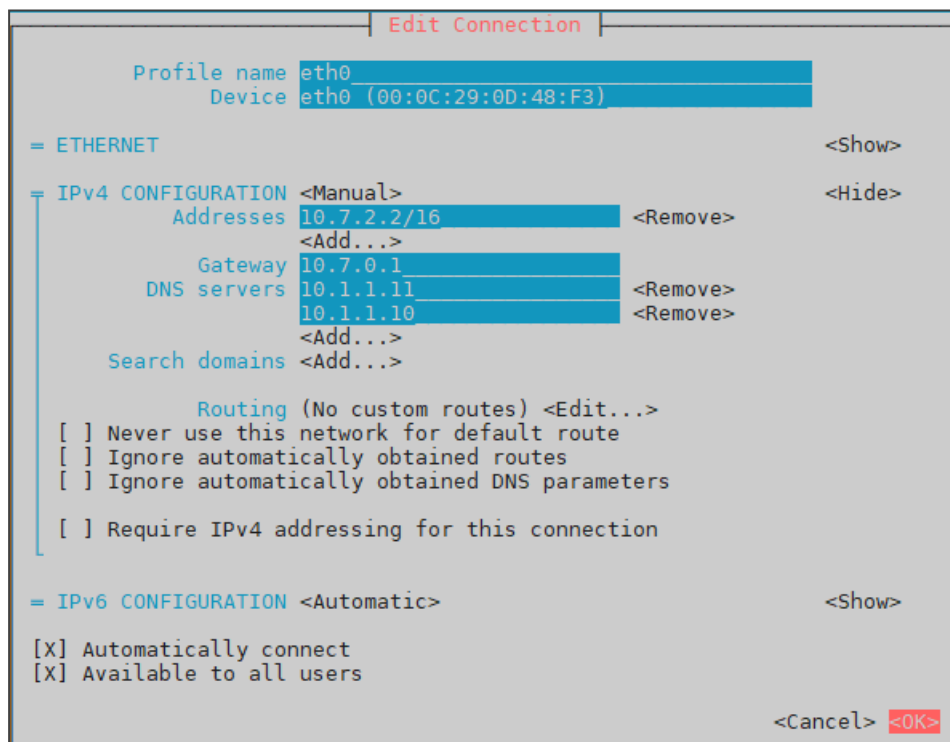 Edit Connection
Profile name eth0
Device eth0 (00:0C:29:0D:48:F3)
= ETHERNET <Show>
= IPv4 CONFIGURATION <Manual> <Hide>
Addresses 10.7.2.2/16 <Remove>
<Add...>
Gateway 10.7.0.1
DNS servers 10.1.1.11 <Remove>
10.1.1.10 <Remove>
<Add...>
Search domains <Add...>
Routing (No custom routes) <Edit...>
[ ] Never use this network for default route
[ ] Ignore automatically obtained routes
[ ] Ignore automatically obtained DNS parameters
[ ] Require IPv4 addressing for this connection
= IPv6 CONFIGURATION <Automatic> <Show>
[X] Automatically connect
[X] Available to all users
<Cancel> <OK>